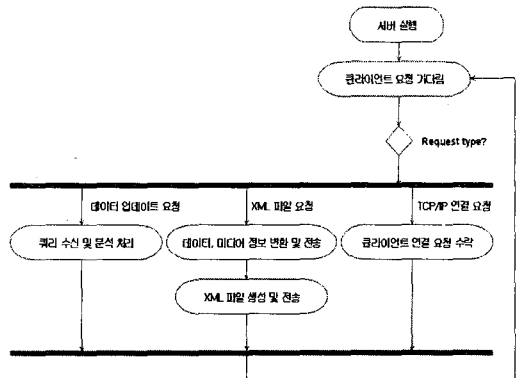 서버 실행
클라이언트 요청 기다림
Request type?
데이터 업데이트 요청
XML 파일 요청
TCP/IP 연결 요청
쿼리 수신 및 분석 처리
데이터, 미디어 정보 변환 및 전송
클라이언트 연결 요청 수락
XML 파일 생성 및 전송